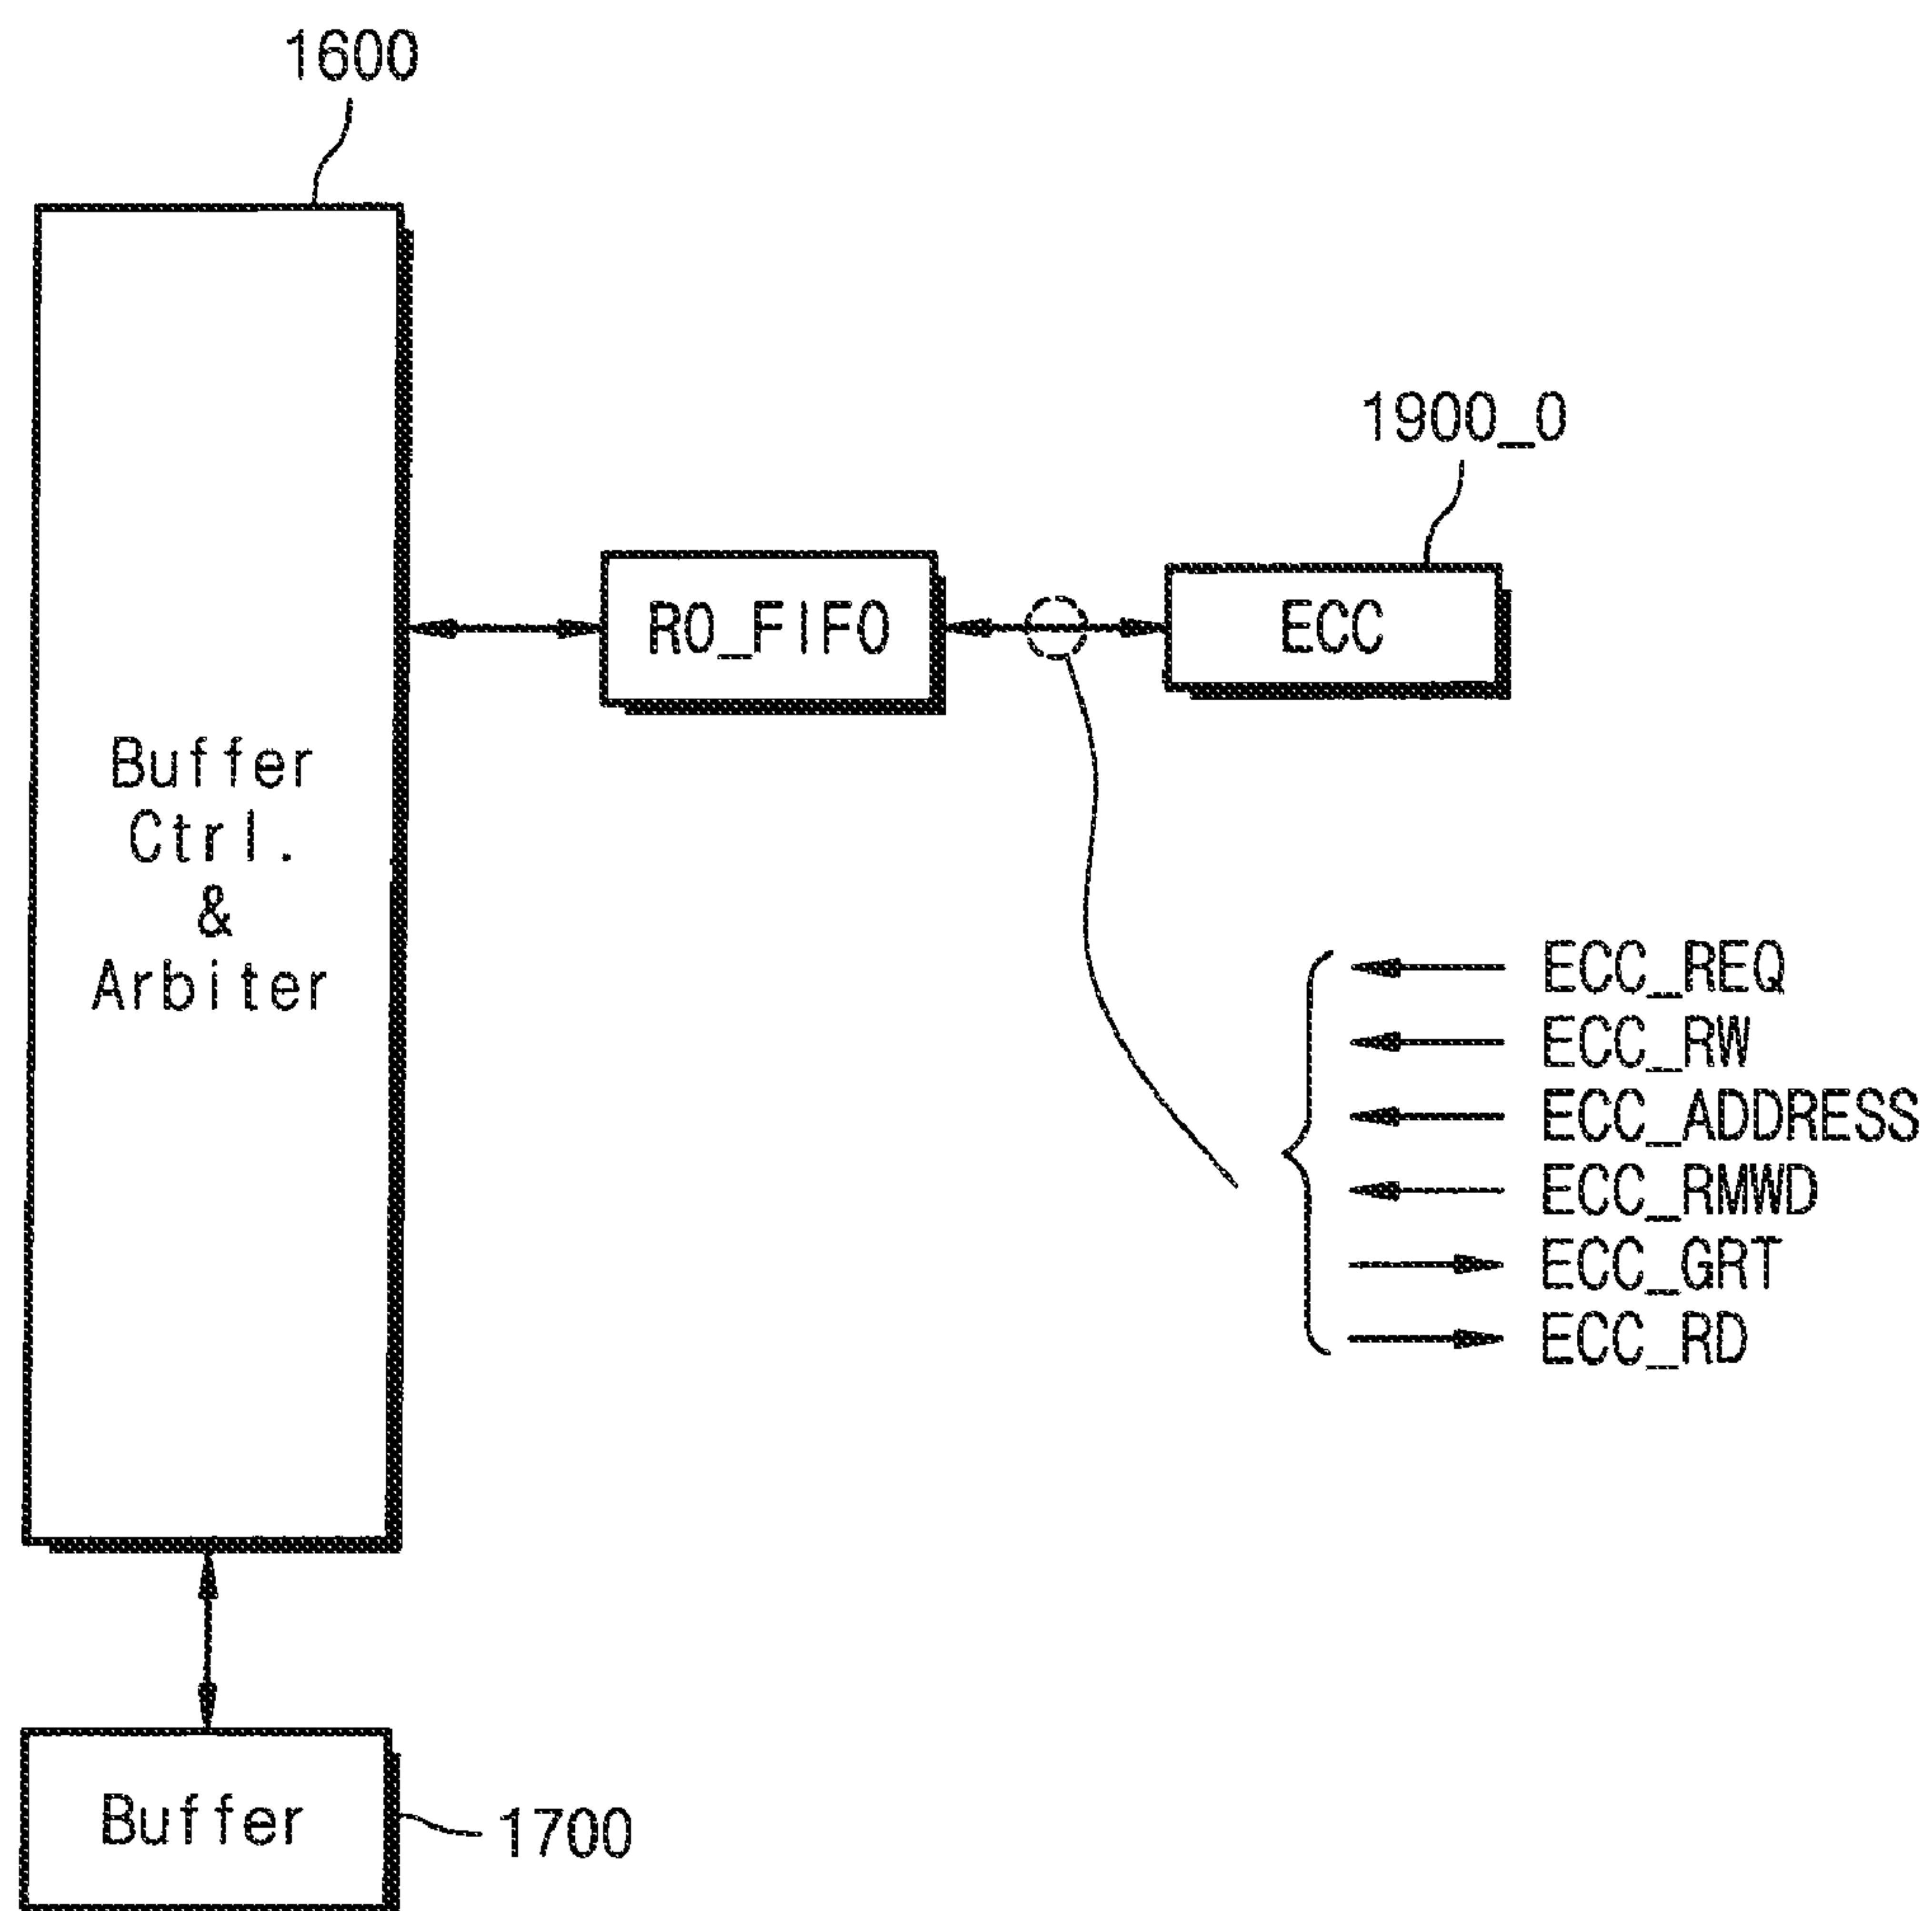 1600
1900_0
R0_FIFO
ECC
Buffer
Ctrl.
&
Arbiter
ECC_REQ
ECC_RW
ECC_ADDRESS
ECC_RMWD
ECC_GRT
ECC_RD
Buffer
1700